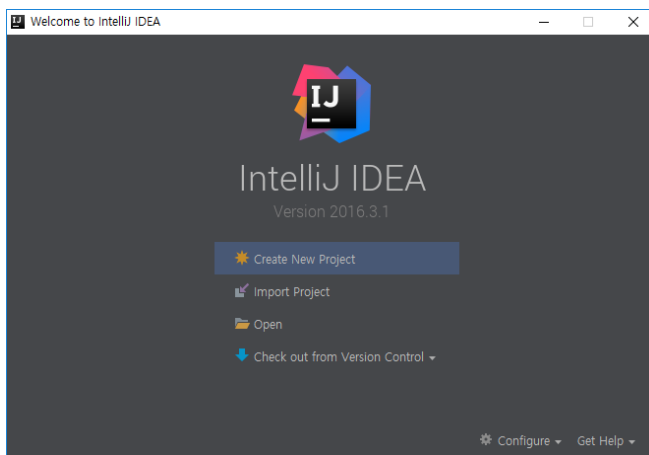 Welcome to IntelliJ IDEA
IJ
IntelliJ IDEA
Version 2016.3.1
Create New Project
Import Project
Open
Check out from Version Control
Configure
Get Help